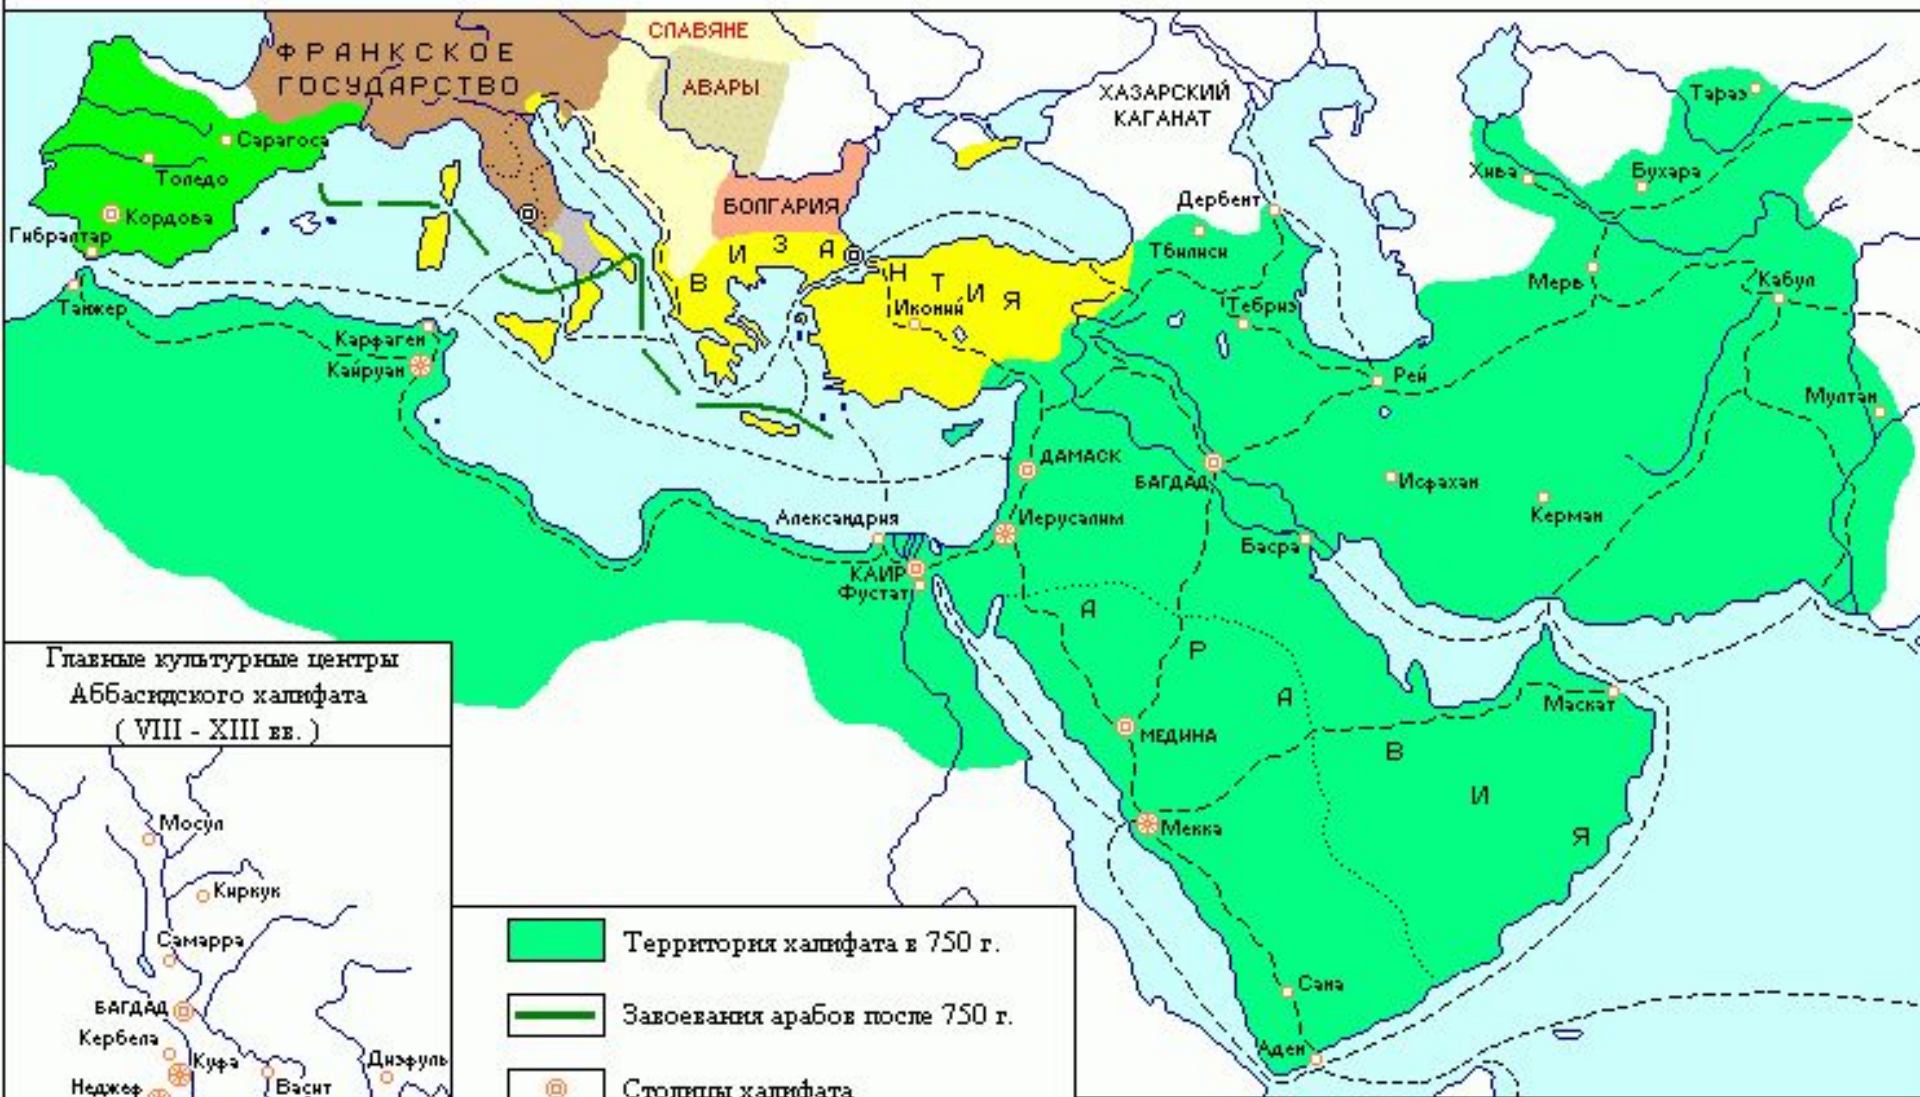 ФРАНКСКОЕ
ГОСУДАРСТВО
СЛАВЯНЕ
АВАРЫ
ХАЗАРСКИЙ
КАГАНАТ
Тараз
Сарагоса
Толедо
Хива
Бухара
Кордова
БОЛГАРИЯ
Дербент
Гибралтар
Тбилиси
ВИЗАНТИЯ
Мерв
Кабул
Танжер
Иконий
Тебриз
Карфаген
Кайруан
Рей
Мултан
ДАМАСК
БАГДАД
Исфахан
Александрия
Иерусалим
Керман
Басра
КАИР
Фустат
АРАВИЯ
Маскат
МЕДИНА
Мекка
Сана
Аден
Главные культурные центры
Аббасидского халифата
( VIII - XIII вв. )
Мосул
Киркук
Самарра
БАГДАД
Кербела
Куфа
Дизфуль
Неджеф
Васит
Территория халифата в 750 г.
Завоевания арабов после 750 г.
Столицы халифата